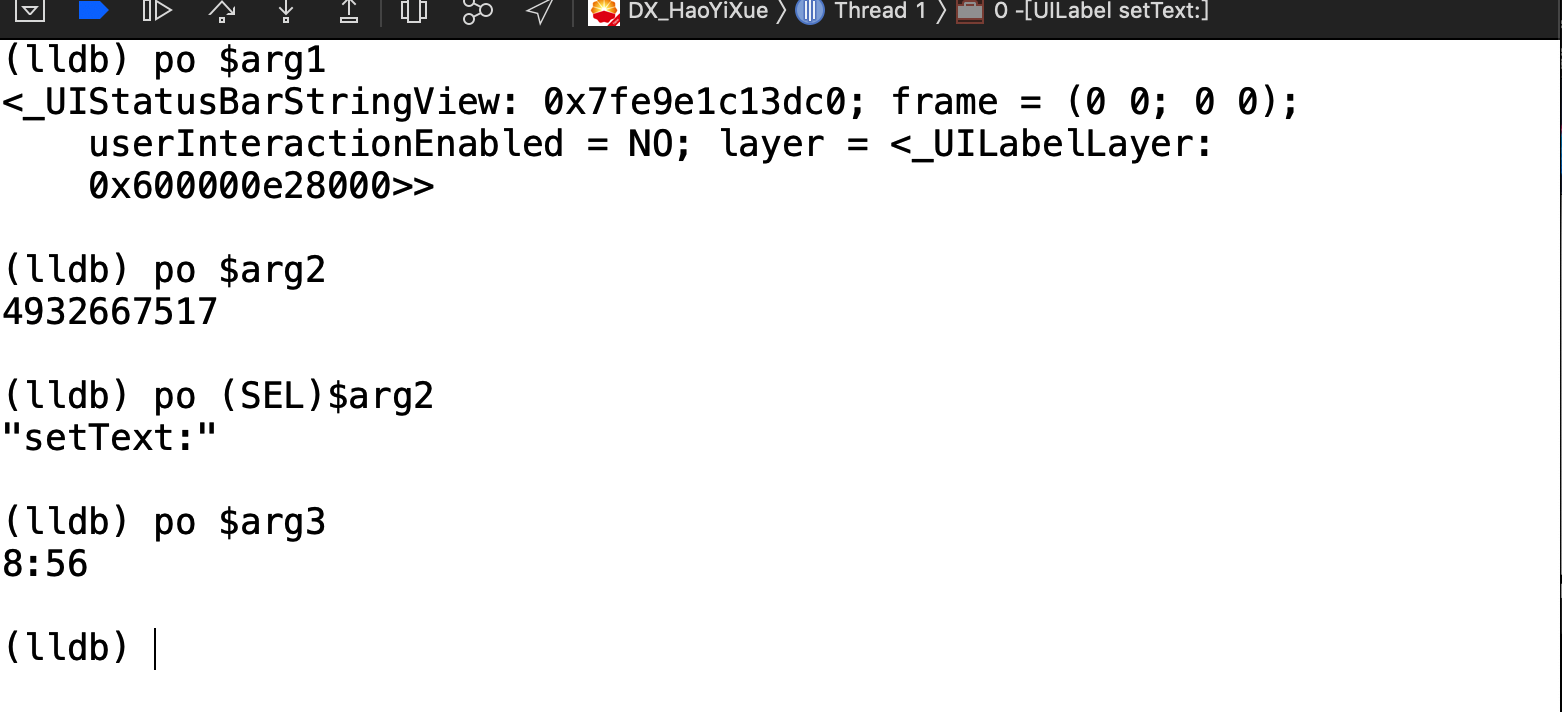 DX_HaoYiXue 〉 Thread 1 〉 0 -[UILabel setText:]
(lldb) po $arg1
<_UIStatusBarStringView: 0x7fe9e1c13dc0; frame = (0 0; 0 0);
userInteractionEnabled = NO; layer = <_UILabelLayer:
0x600000e28000>>
(lldb) po $arg2
4932667517
(lldb) po (SEL)$arg2
"setText:"
(lldb) po $arg3
8:56
(lldb)